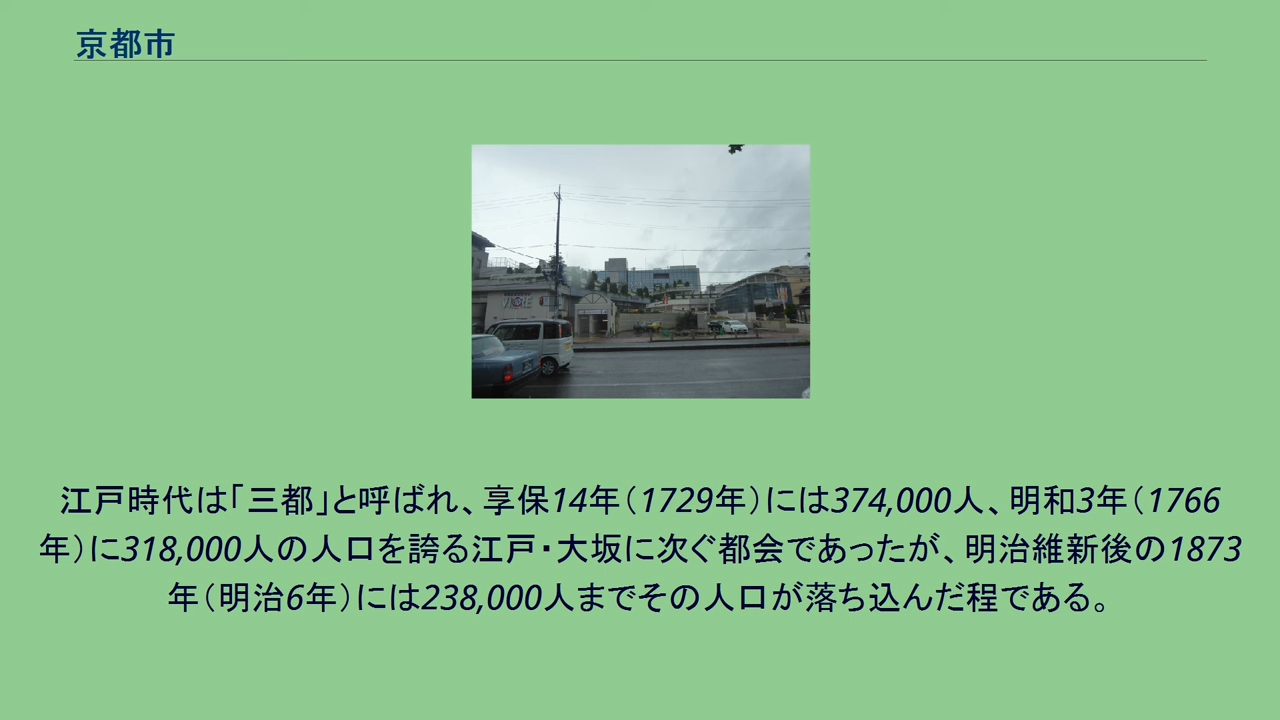 京都市
江戸時代は「三都」と呼ばれ、享保14年（1729年）には374,000人、明和3年（1766
年）に318,000人の人口を誇る江戸・大坂に次ぐ都会であったが、明治維新後の1873
年（明治6年）には238,000人までその人口が落ち込んだ程である。